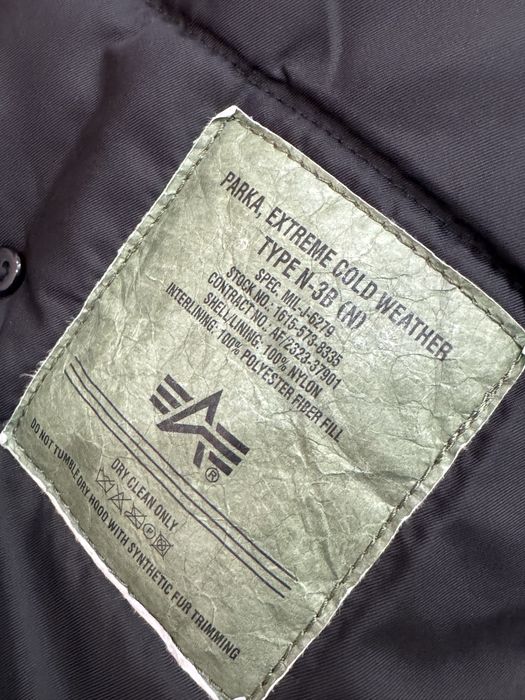 PARKA, EXTREME COLD WEATHER
TYPE N-3B (N)
SPEC. MIL-J-6279
STOCK NO.: 1615-573-8335
CONTRACT NO.: AF/2323-37901
SHELL/LINING: 100% NYLON
INTERLINING: 100% POLYESTER FIBER FILL
®
DRY CLEAN ONLY
P
DO NOT TUMBLE DRY HOOD WITH SYNTHETIC FUR TRIMMING